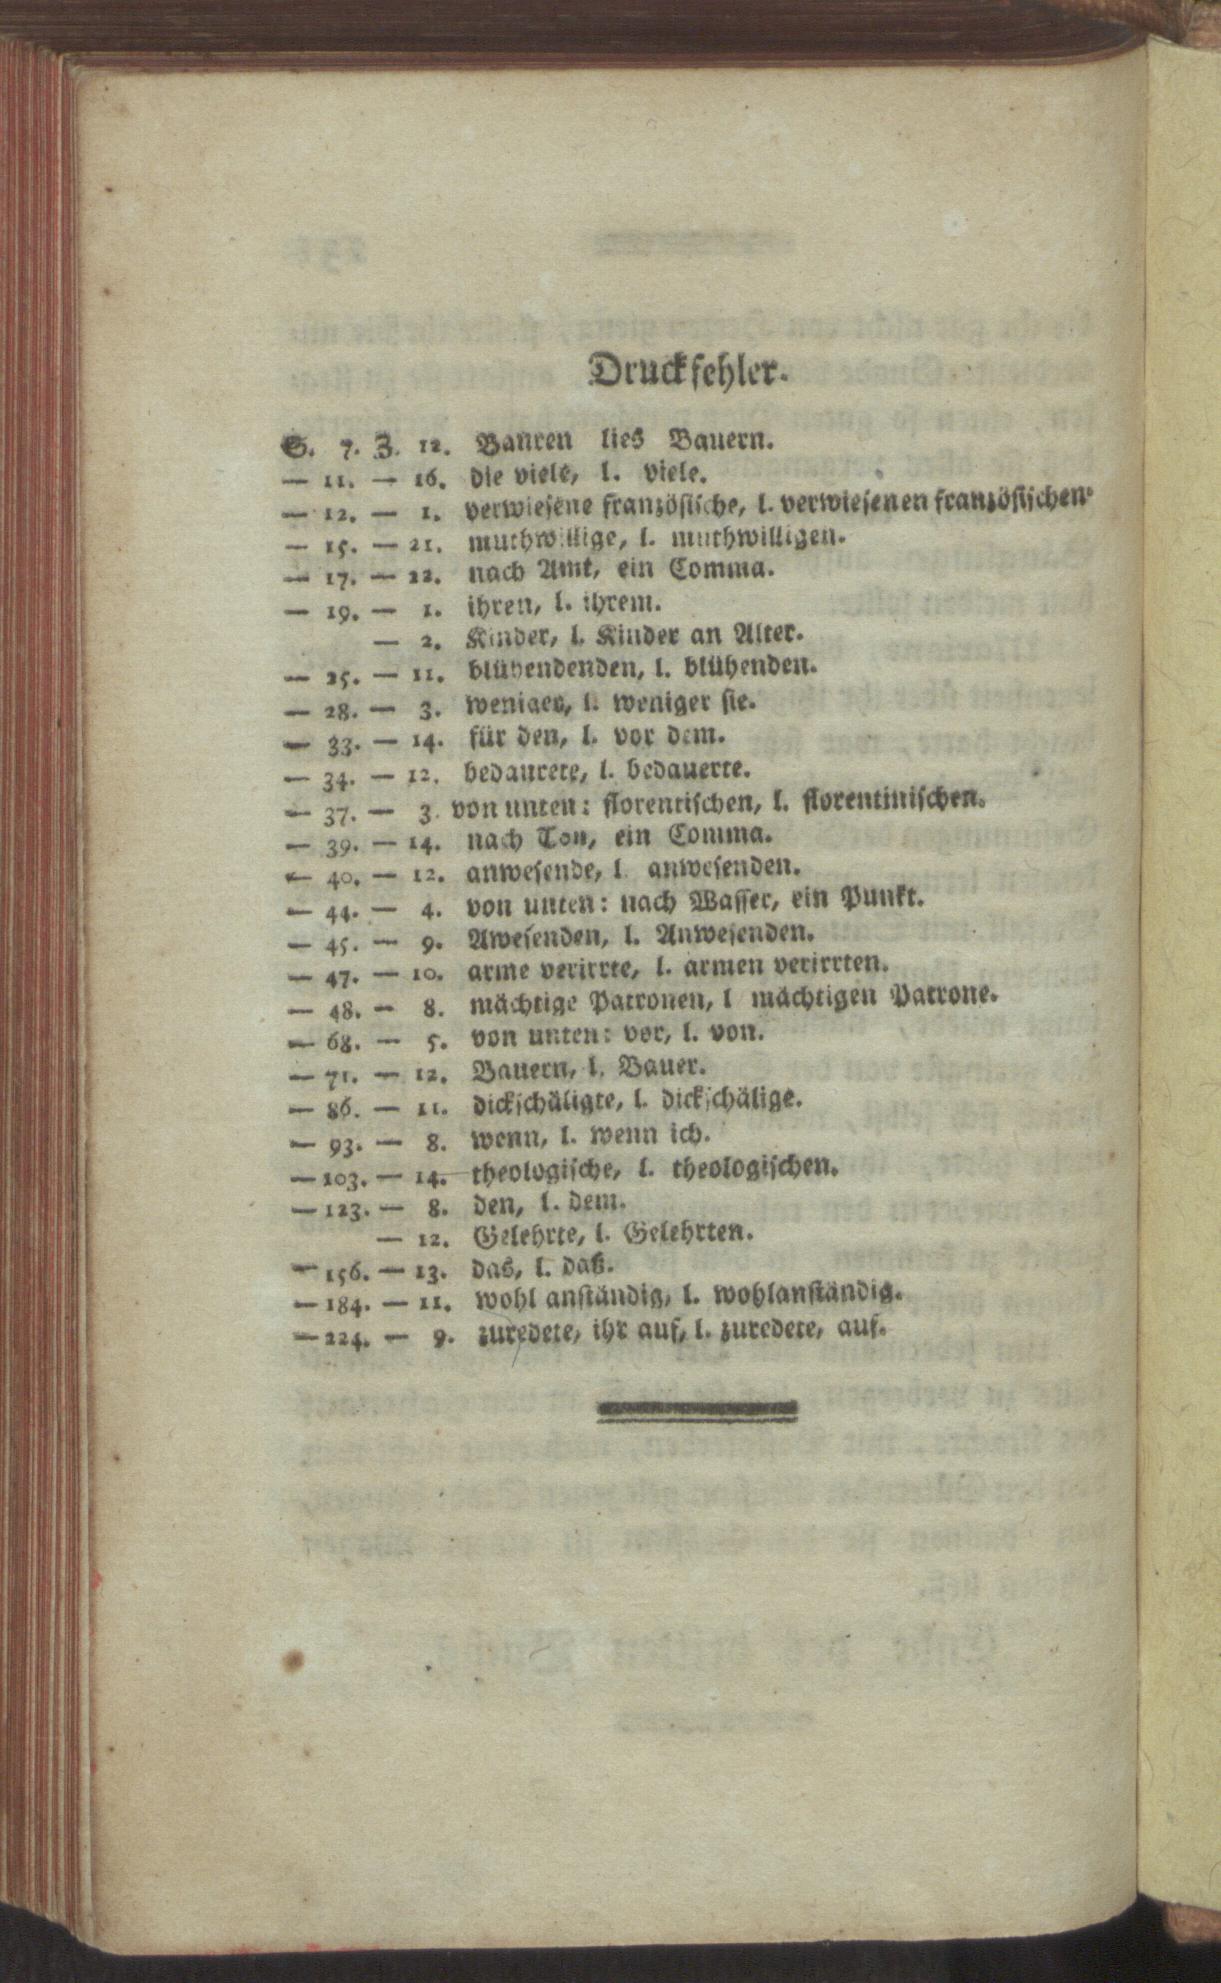 Druckfehler.
S. 7. Z. 12. Bauren lies Bauern.
— 11. — 16. die viele, l. viele.
— 12. — 1. verwiesene französische, l. verwiesenen französischen.
— 15. — 21. muthwillige, l. muthwilligen.
— 17. — 22. nach Amt, ein Comma.
— 19. — 1. ihren, l. ihrem.
— 2. Kinder, l. Kinder an Alter.
— 25. — 11. blühendenden, l. blühenden.
— 28. — 3. weniger, l. weniger sie.
— 33. — 14. für den, l. vor dem.
— 34. — 12. bedaurete, l. bedauerte.
— 37. — 3. von unten: florentischen, l. florentinischen.
— 39. — 14. nach Ton, ein Comma.
— 40. — 12. anwesende, l. anwesenden.
— 44. — 4. von unten: nach Wasser, ein Punkt.
— 45. — 9. Awesenden, l. Anwesenden.
— 47. — 10. arme verirrte, l. armen verirrten.
— 48. — 8. mächtige Patronen, l mächtigen Patrone.
— 68. — 5. von unten: vor, l. von.
— 71. — 12. Bauern, l. Bauer.
— 86. — 11. dickschäligte, l. dickschälige.
— 93. — 8. wenn, l. wenn ich.
— 103. — 14. theologische, l. theologischen.
— 123. — 8. den, l. dem.
— 12. Gelehrte, l. Gelehrten.
— 156. — 13. das, l. daß.
— 184. — 11. wohl anständig, l. wohlanständig.
— 224. — 9. zuredete, ihr auf, l. zuredete, auf.